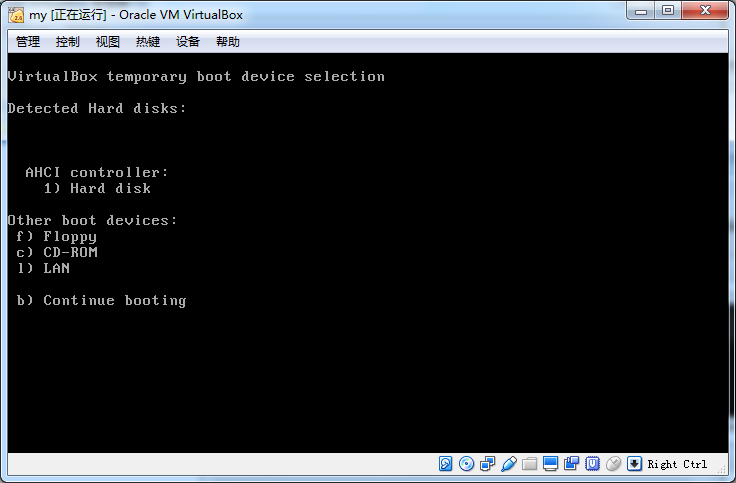 my [正在运行] - Oracle VM VirtualBox
管理 控制 视图 热键 设备 帮助
VirtualBox temporary boot device selection
Detected Hard disks:
AHCI controller:
1) Hard disk
Other boot devices:
f) Floppy
c) CD-ROM
l) LAN
b) Continue booting
Right Ctrl